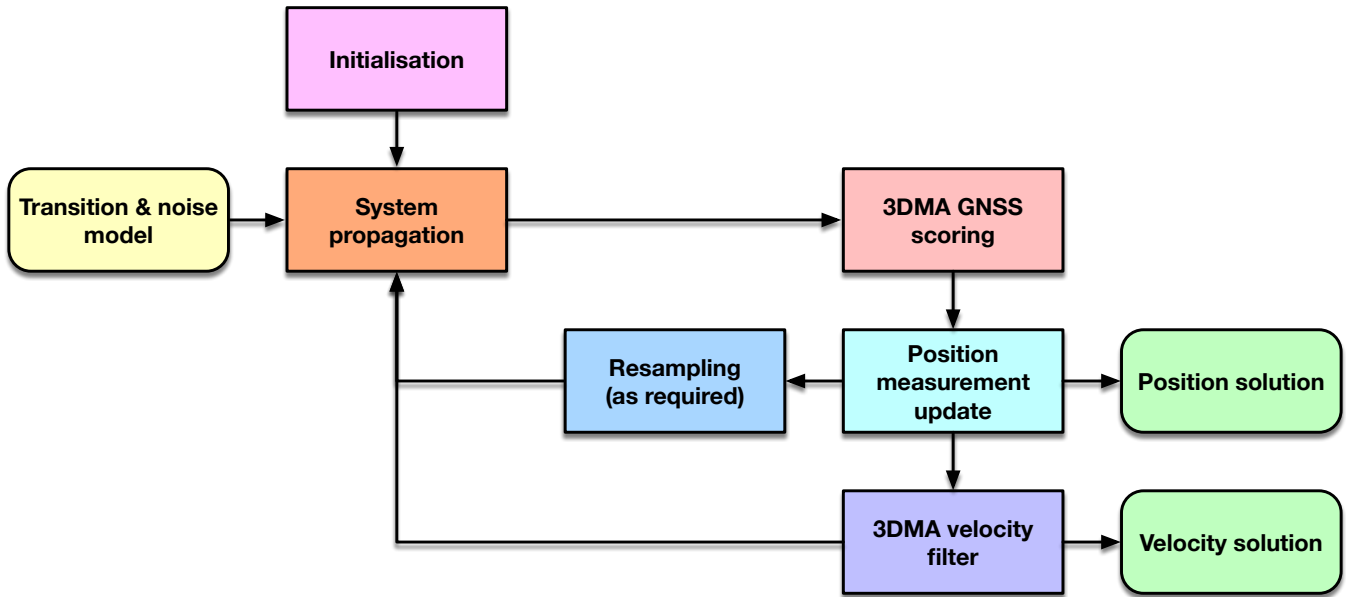 Initialisation
Transition & noise
model
System
propagation
3DMA GNSS
scoring
Resampling
(as required)
Position
measurement
update
Position solution
3DMA velocity
filter
Velocity solution